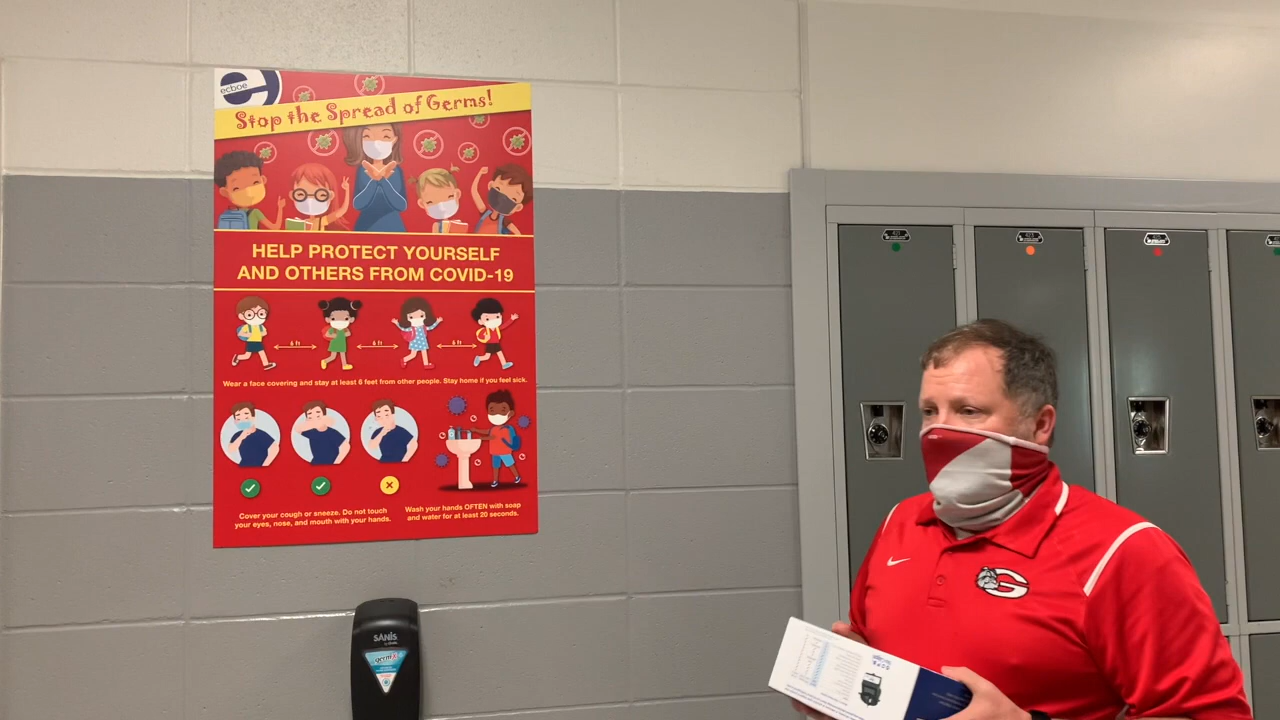 ecboe
Stop the Spread of Germs!
HELP PROTECT YOURSELF
AND OTHERS FROM COVID-19
6 ft
6 ft
6 ft
Wear a face covering and stay at least 6 feet from other people. Stay home if you feel sick.
Cover your cough or sneeze. Do not touch
your eyes, nose, and mouth with your hands.
Wash your hands OFTEN with soap
and water for at least 20 seconds.
SANIS
G